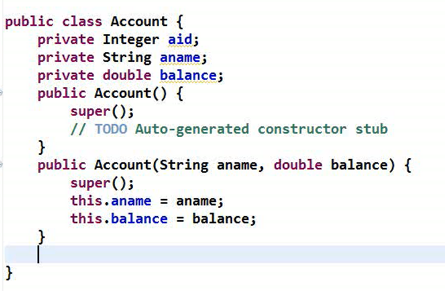 public class Account {
    private Integer aid;
    private String aname;
    private double balance;
    public Account() {
        super();
        // TODO Auto-generated constructor stub
    }
    public Account(String aname, double balance) {
        super();
        this.aname = aname;
        this.balance = balance;
    }
}